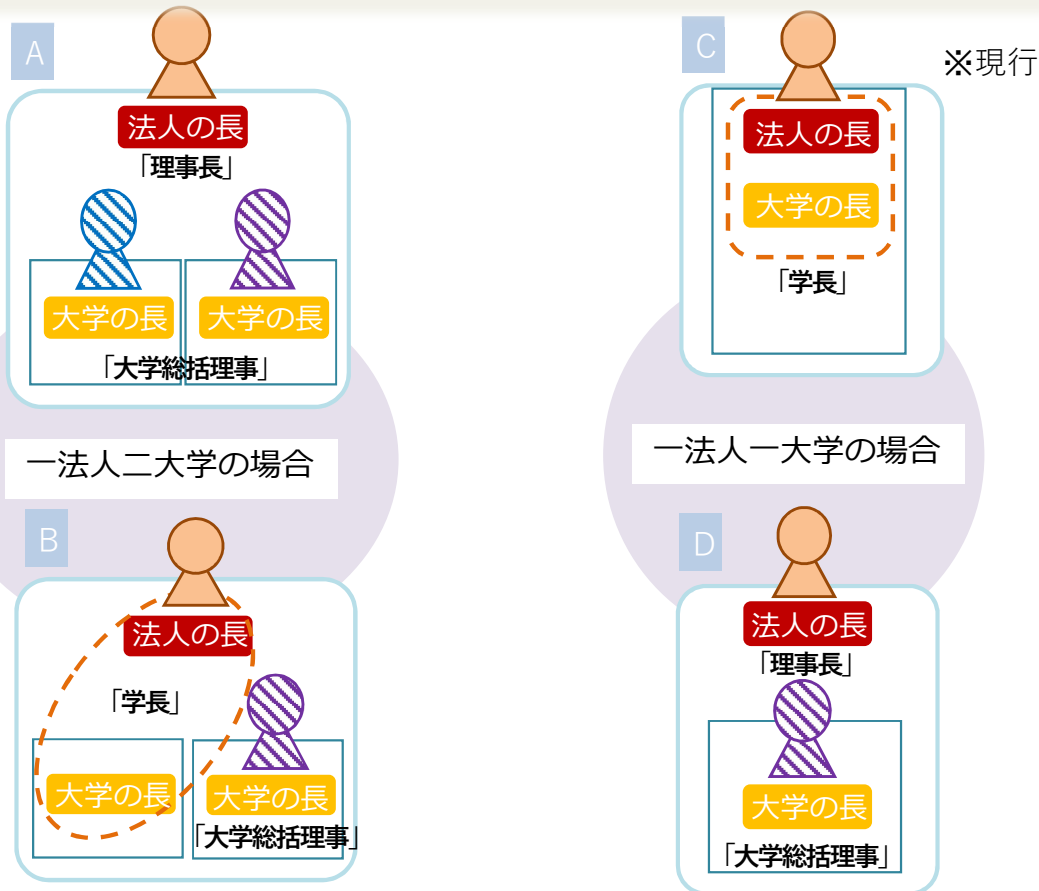 A
法人の長
「理事長」
大学の長
大学の長
「大学総括理事」
一法人二大学の場合
B
法人の長
「学長」
大学の長
大学の長
「大学総括理事」
C
※現行
法人の長
大学の長
「学長」
一法人一大学の場合
D
法人の長
「理事長」
大学の長
「大学総括理事」